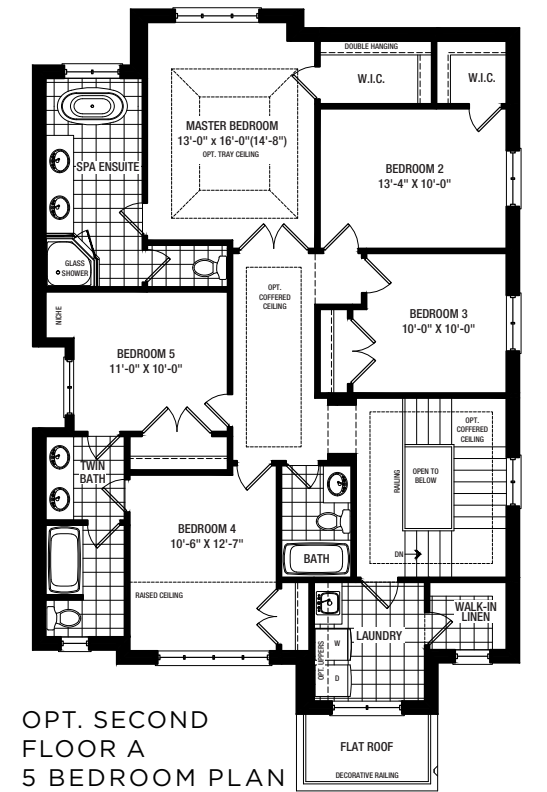 DOUBLE HANGING
W.I.C.
W.I.C.
MASTER BEDROOM
13'-0" x 16'-0"(14'-8")
OPT. TRAY CEILING
SPA ENSUITE
BEDROOM 2
13'-4" X 10'-0"
GLASS
SHOWER
OPT.
COFFERED
CEILING
NICHE
BEDROOM 3
10'-0" X 10'-0"
BEDROOM 5
11'-0" X 10'-0"
OPT.
COFFERED
CEILING
TWIN
BATH
RAILING
OPEN TO
BELOW
BEDROOM 4
10'-6" X 12'-7"
BATH
DN
RAISED CEILING
WALK-IN
LINEN
LAUNDRY
OPT. UPPERS
W
D
FLAT ROOF
DECORATIVE RAILING
OPT. SECOND
FLOOR A
5 BEDROOM PLAN